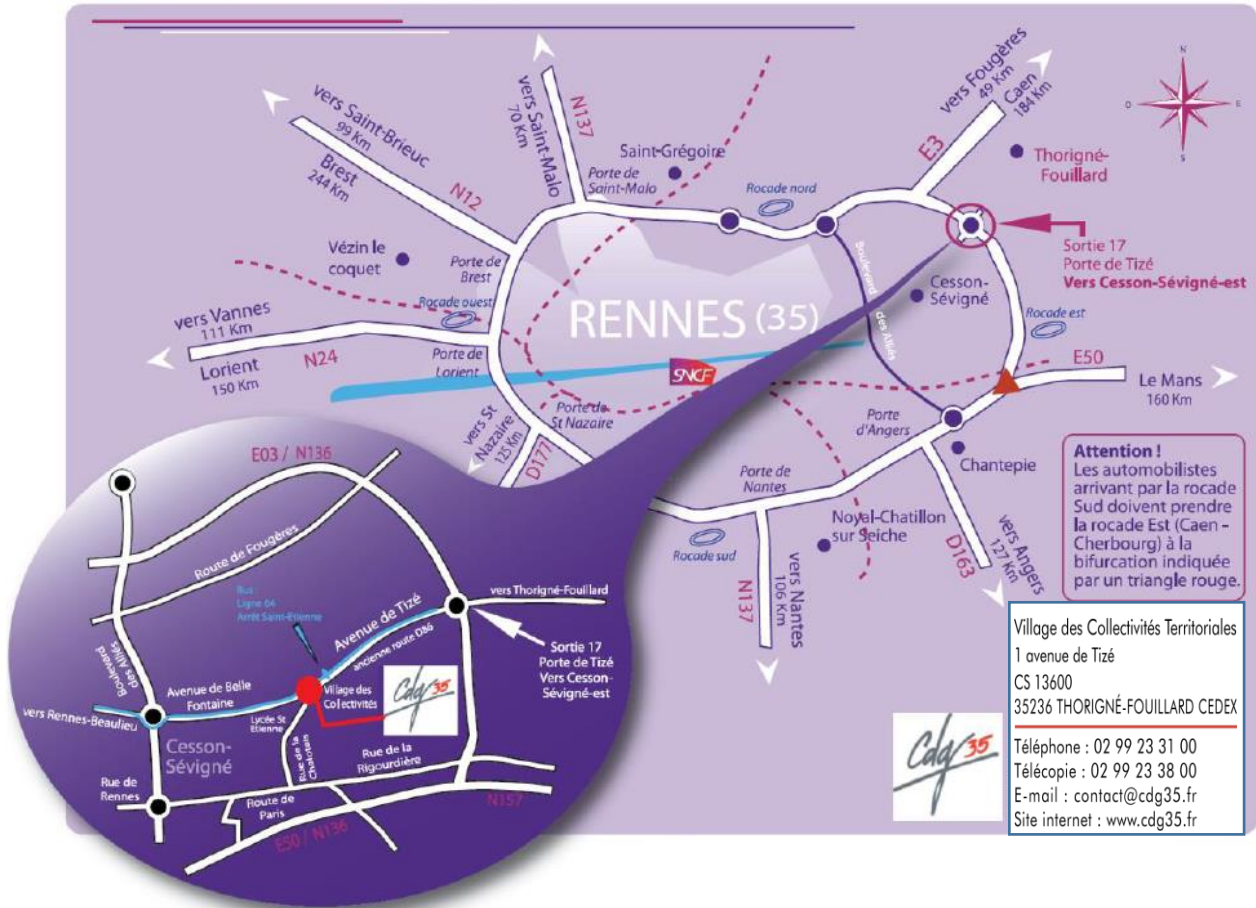 vers Saint-Brieuc
99 Km
Brest
244 Km
N12
vers Saint-Malo
70 Km
N137
Saint-Grégoire
Porte de
Saint-Malo
Rocade nord
vers Fougères
49 Km
Caen
184 Km
E3
N
O
E
S
Thorigné-
Fouillard
Sortie 17
Porte de Tizé
Vers Cesson-Sévigné-est
Vézin le
coquet
Porte de
Brest
Rocade ouest
vers Vannes
111 Km
Lorient
150 Km
N24
Porte de
Lorient
RENNES (35)
SNCF
Boulevard
des Alliés
Cesson-
Sévigné
Rocade est
E50
Le Mans
160 Km
Porte de
St Nazaire
vers St
Nazaire
125 Km
D177
Porte
d'Angers
Chantepie
Porte de
Nantes
Noyal-Chatillon
sur Seiche
Rocade sud
N137
vers Nantes
106 Km
D163
vers Angers
127 Km
Attention !
Les automobilistes
arrivant par la rocade
Sud doivent prendre
la rocade Est (Caen -
Cherbourg) à la
bifurcation indiquée
par un triangle rouge.
E03 / N136
Route de Fougères
Bus :
Ligne 64
Arrêt Saint-Etienne
Avenue de Tizé
ancienne route D86
vers Thorigné-Fouillard
Sortie 17
Porte de Tizé
Vers Cesson-
Sévigné-est
Boulevard
des Alliés
Avenue de Belle
Fontaine
Village des
Collectivités
Cdg 35
vers Rennes-Beaulieu
Lycée St
Etienne
Rue de la
Chalotais
Cesson-
Sévigné
Rue de la
Rigourdière
Rue de
Rennes
Route de
Paris
N157
E50 / N136
Cdg 35
Village des Collectivités Territoriales
1 avenue de Tizé
CS 13600
35236 THORIGNÉ-FOUILLARD CEDEX
Téléphone : 02 99 23 31 00
Télécopie : 02 99 23 38 00
E-mail : contact@cdg35.fr
Site internet : www.cdg35.fr